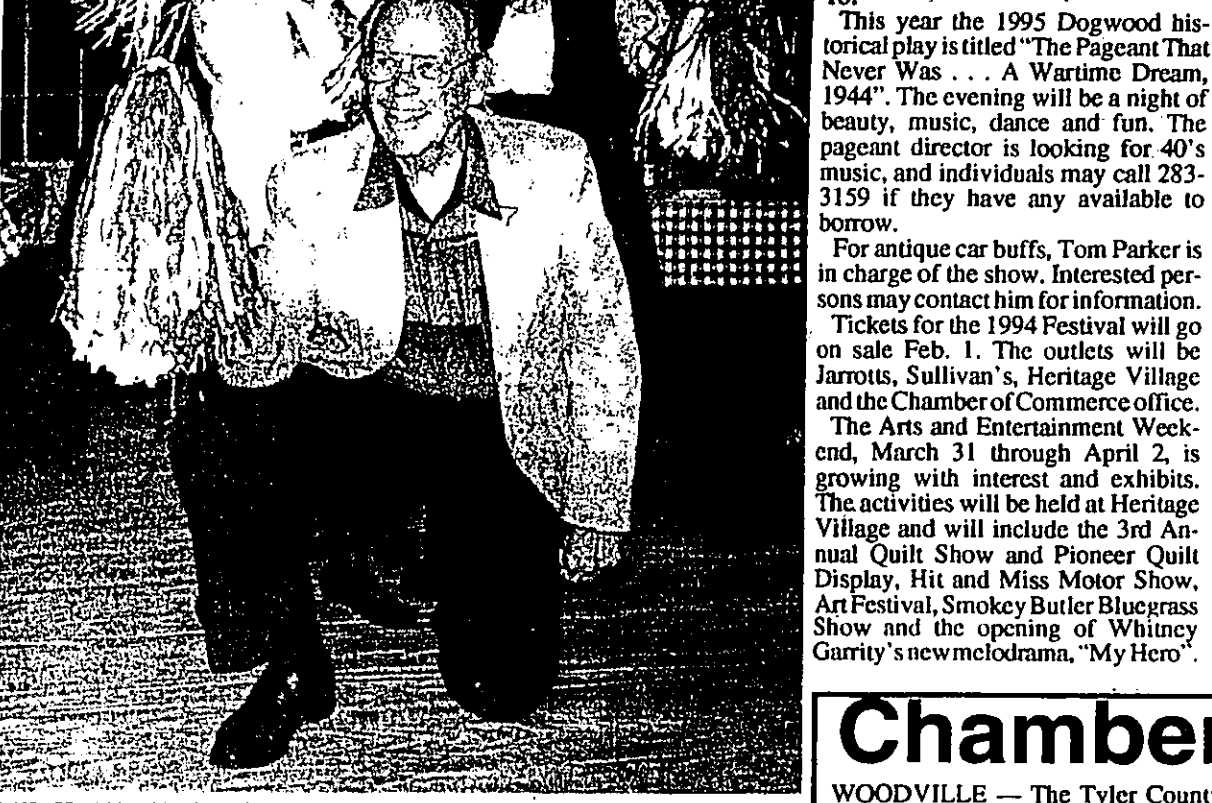 This year the 1995 Dogwood his-
torical play is titled "The Pageant That
Never Was . . . A Wartime Dream,
1944". The evening will be a night of
beauty, music, dance and fun. The
pageant director is looking for 40's
music, and individuals may call 283-
3159 if they have any available to
borrow.
For antique car buffs, Tom Parker is
in charge of the show. Interested per-
sons may contact him for information.
Tickets for the 1994 Festival will go
on sale Feb. 1. The outlets will be
Jarrotts, Sullivan's, Heritage Village
and the Chamber of Commerce office.
The Arts and Entertainment Week-
end, March 31 through April 2, is
growing with interest and exhibits.
The activities will be held at Heritage
Village and will include the 3rd An-
nual Quilt Show and Pioneer Quilt
Display, Hit and Miss Motor Show,
Art Festival, Smokey Butler Bluegrass
Show and the opening of Whitney
Garrity's new melodrama, "My Hero".
Chamber
WOODVILLE — The Tyler County